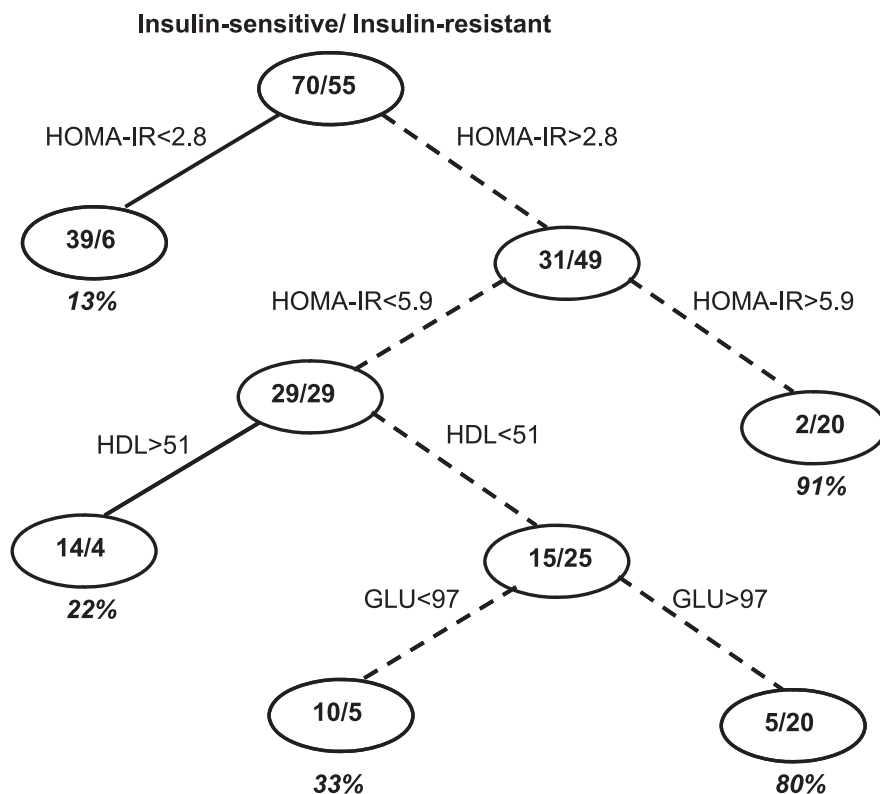 Insulin-sensitive/ Insulin-resistant
70/55
HOMA-IR<2.8
HOMA-IR>2.8
39/6
13%
31/49
HOMA-IR<5.9
HOMA-IR>5.9
29/29
2/20
91%
HDL>51
HDL<51
14/4
22%
15/25
GLU<97
GLU>97
10/5
33%
5/20
80%